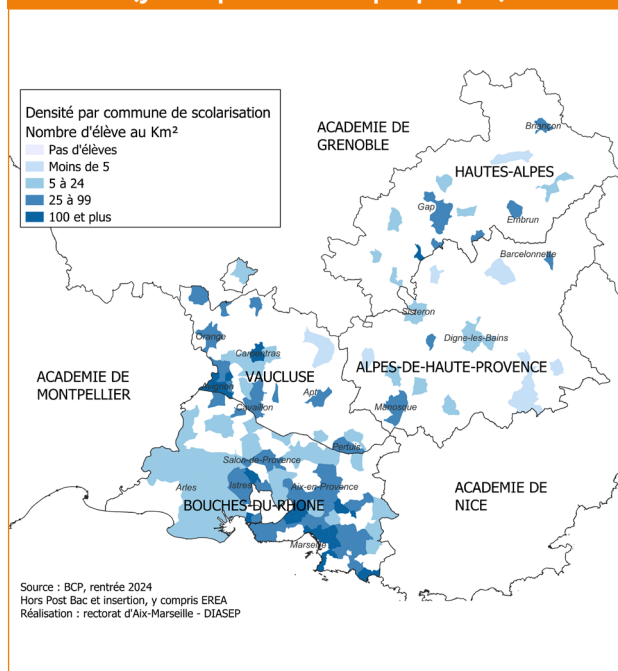 Densité par commune de scolarisation
Nombre d'élève au Km²
Pas d'élèves
Moins de 5
5 à 24
25 à 99
100 et plus
ACADEMIE DE
GRENOBLE
Briançon
HAUTES-ALPES
Gap
Embrun
Barcelonnette
Sisteron
Orange
Digne-les-Bains
Carpentras
ACADEMIE DE
MONTPELLIER
VAUCLUSE
ALPES-DE-HAUTE-PROVENCE
Avignon
Apt
Cavaillon
Manosque
Pertuis
Salon-de-Provence
Arles
Istres
Aix-en-Provence
ACADEMIE DE
NICE
BOUCHES-DU-RHONE
Marseille
Source : BCP, rentrée 2024
Hors Post Bac et insertion, y compris EREA
Réalisation : rectorat d'Aix-Marseille - DIASEP